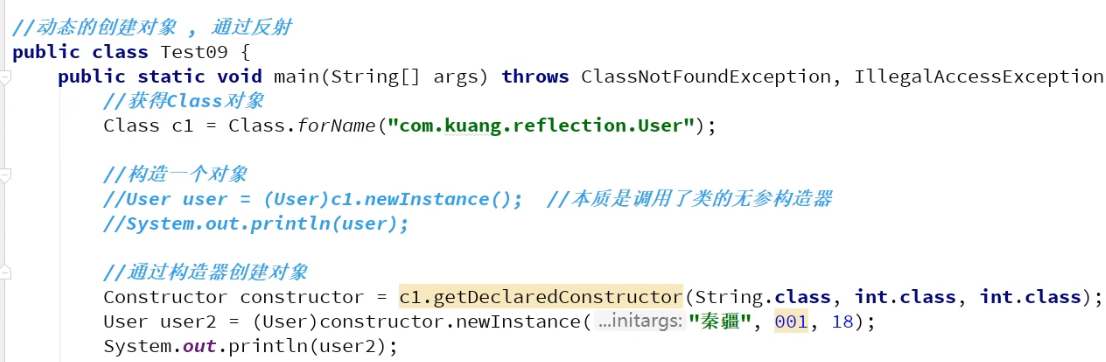 //动态的创建对象 , 通过反射
public class Test09 {
public static void main(String[] args) throws ClassNotFoundException, IllegalAccessException
//获得Class对象
Class c1 = Class.forName("com.kuang.reflection.User");
//构造一个对象
//User user = (User)c1.newInstance(); //本质是调用了类的无参构造器
//System.out.println(user);
//通过构造器创建对象
Constructor constructor = c1.getDeclaredConstructor(String.class, int.class, int.class);
User user2 = (User)constructor.newInstance( ...initargs: "秦疆", 001, 18);
System.out.println(user2);